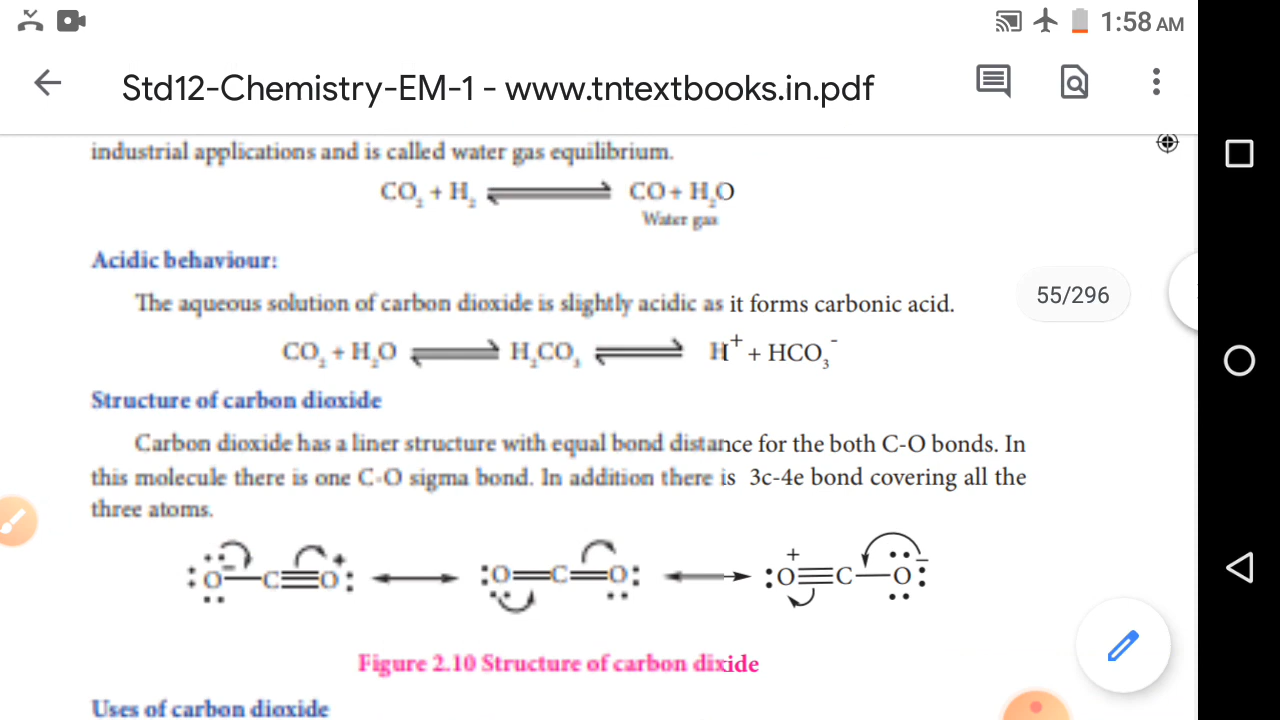 1:58 AM
Std12-Chemistry-EM-1 - www.tntextbooks.in.pdf
industrial applications and is called water gas equilibrium.
CO₂ + H₂ ⇌ CO + H₂O
Water gas
Acidic behaviour:
The aqueous solution of carbon dioxide is slightly acidic as it forms carbonic acid.
55/296
CO₂ + H₂O ⇌ H₂CO₃ ⇌ H⁺ + HCO₃⁻
Structure of carbon dioxide
Carbon dioxide has a liner structure with equal bond distance for the both C-O bonds. In
this molecule there is one C-O sigma bond. In addition there is 3c-4e bond covering all the
three atoms.
:O⁻—C≡O⁺: ⟷ :O=C=O: ⟷ :O⁺≡C—O⁻:
Figure 2.10 Structure of carbon dixide
Uses of carbon dioxide